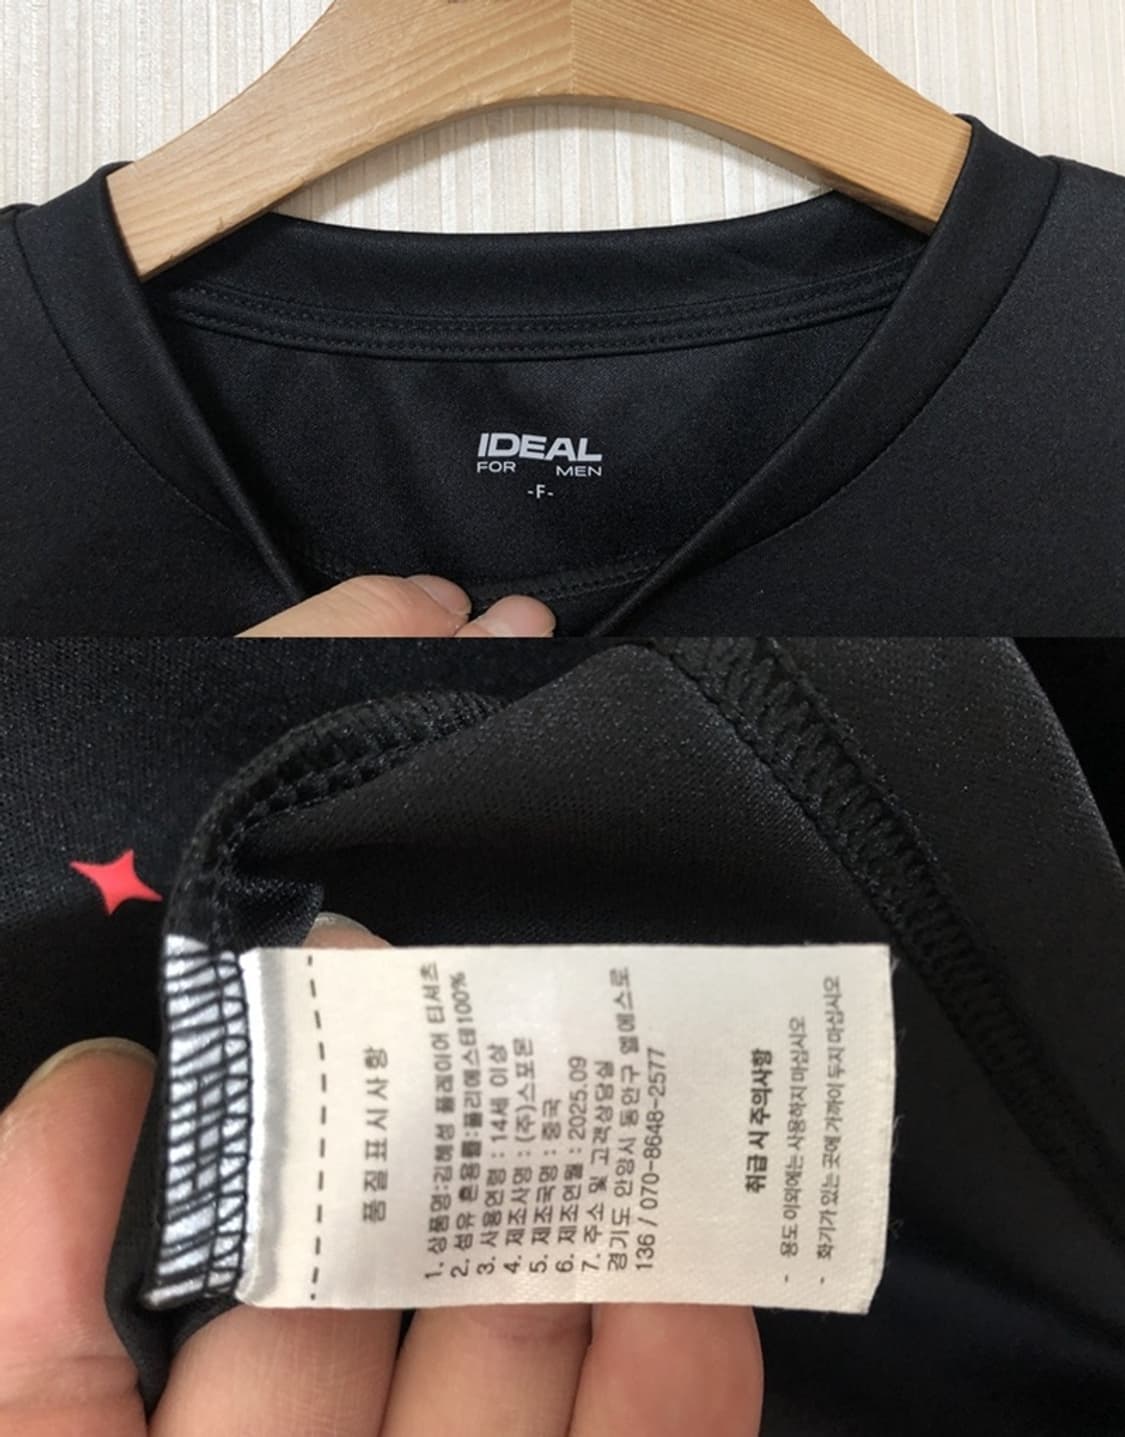 IDEAL
FOR MEN
-F-
품질표시사항
1. 상품명:김혜성 플레이어 티셔츠
2. 섬유 혼용률:폴리에스테100%
3. 사용연령 : 14세 이상
4. 제조사명 : (주)스포몬
5. 제조국명 : 중국
6. 제조연월 : 2025.09
7. 주소 및 고객상담실
경기도 안양시 동안구 엘에스로
136 / 070-8648-2577
취급 시 주의사항
- 용도 이외에는 사용하지 마십시오
- 화기가 있는 곳에 가까이 두지 마십시오